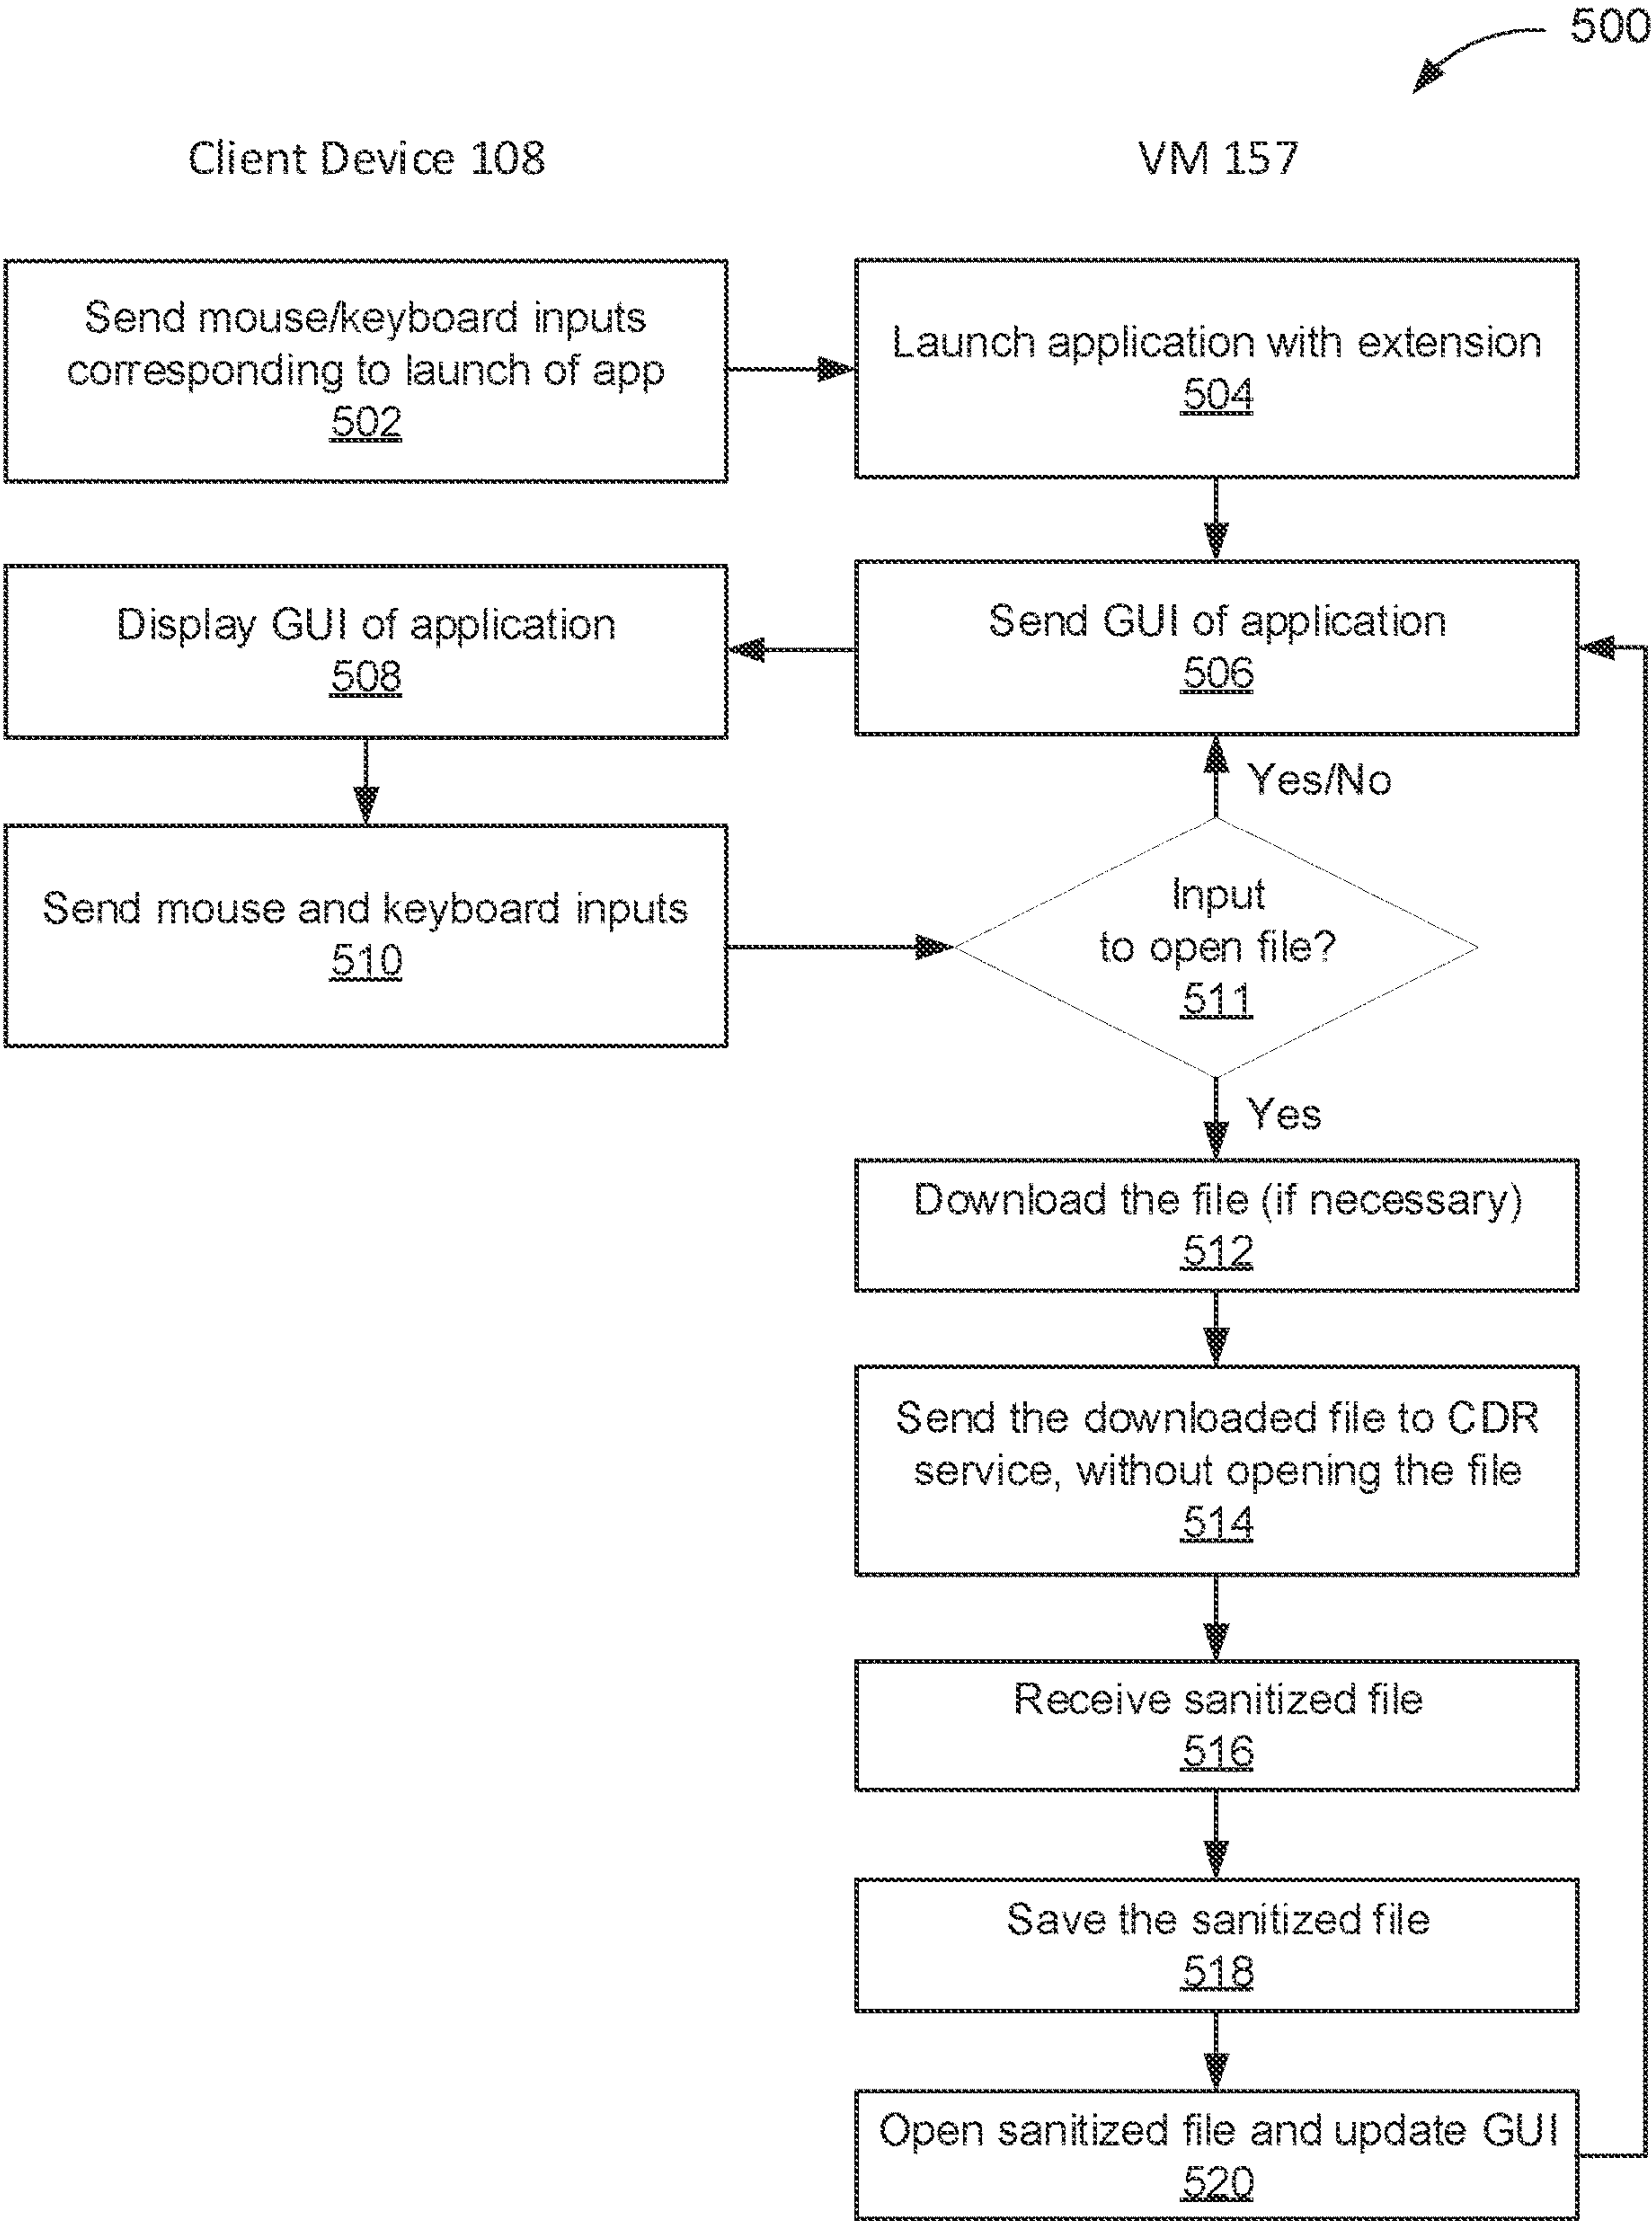 500
Client Device 108
VM 157
Send mouse/keyboard inputs
corresponding to launch of app
502
Launch application with extension
504
Display GUI of application
508
Send GUI of application
506
Yes/No
Send mouse and keyboard inputs
510
Input
to open file?
511
Yes
Download the file (if necessary)
512
Send the downloaded file to CDR
service, without opening the file
514
Receive sanitized file
516
Save the sanitized file
518
Open sanitized file and update GUI
520